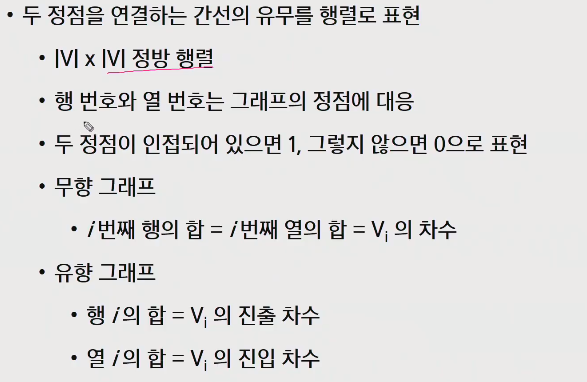 • 두 정점을 연결하는 간선의 유무를 행렬로 표현
• |V| x |V| 정방 행렬
• 행 번호와 열 번호는 그래프의 정점에 대응
• 두 정점이 인접되어 있으면 1, 그렇지 않으면 0으로 표현
• 무향 그래프
• i 번째 행의 합 = i 번째 열의 합 = Vi 의 차수
• 유향 그래프
• 행 i 의 합 = Vi 의 진출 차수
• 열 i 의 합 = Vi 의 진입 차수